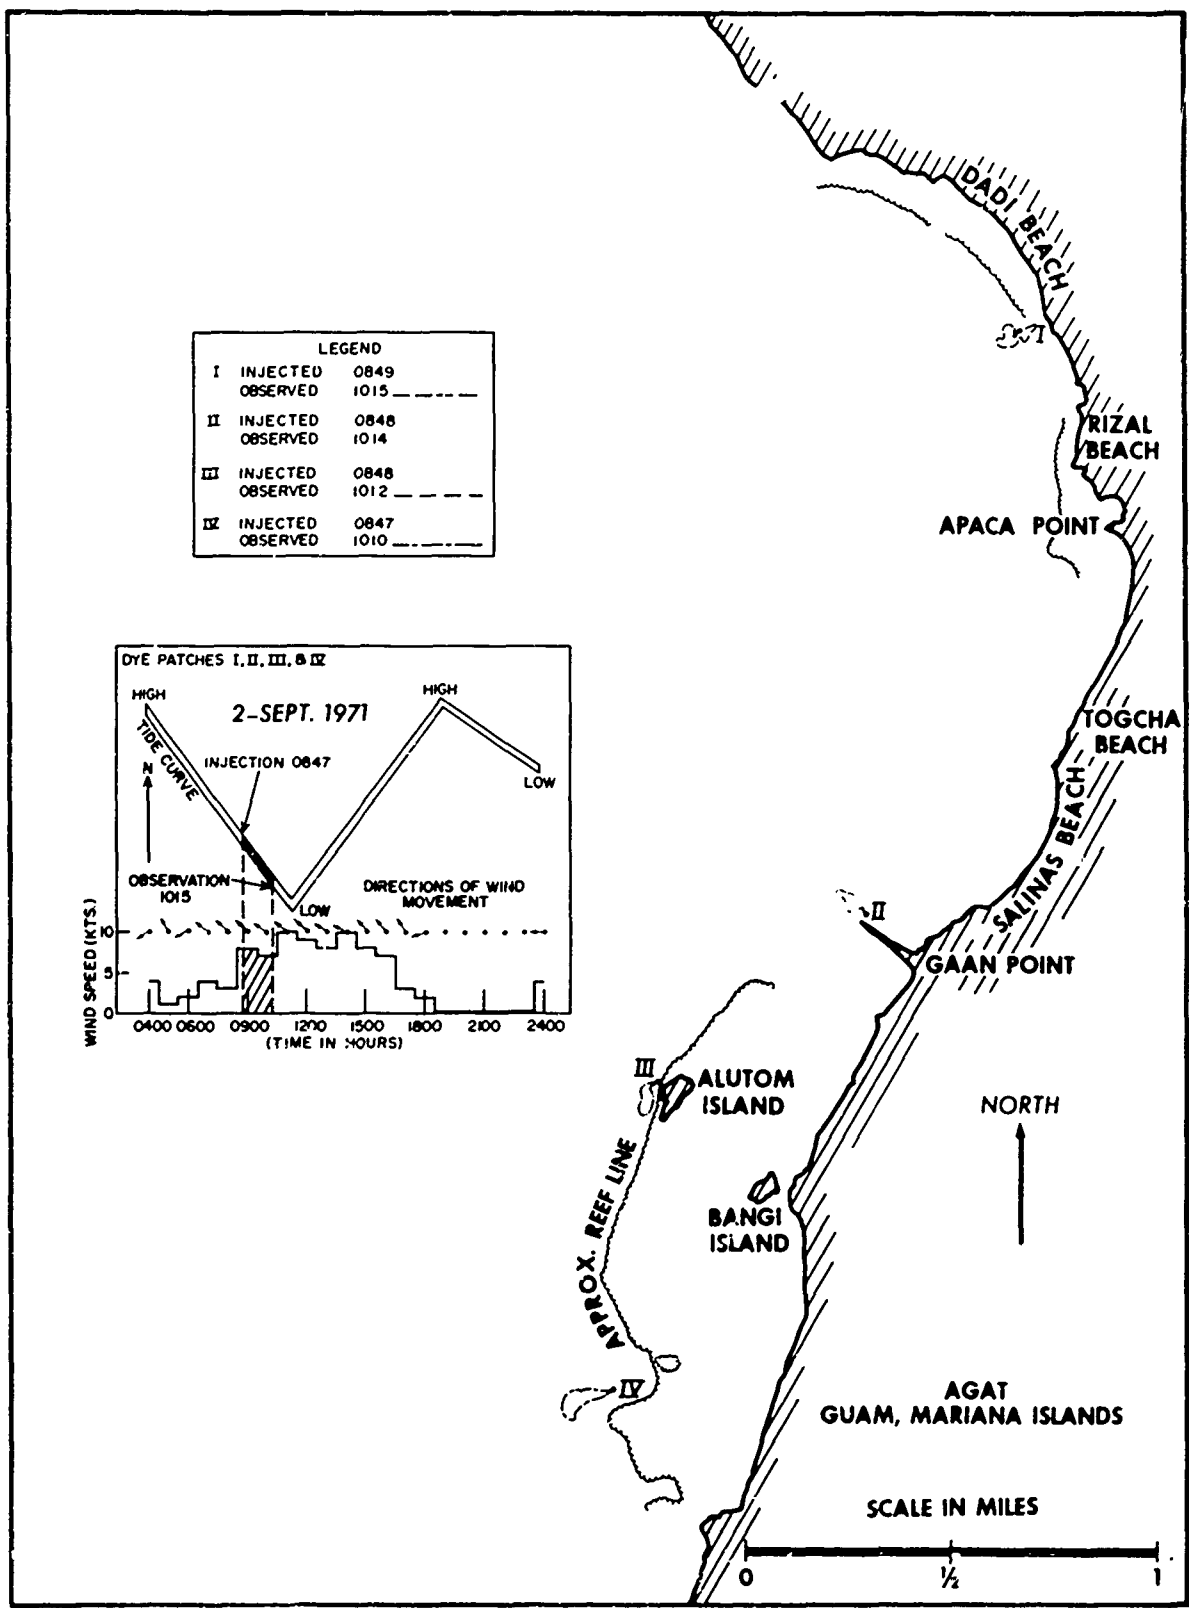 DADI BEACH
I
LEGEND
I INJECTED 0849
OBSERVED 1015
II INJECTED 0848
OBSERVED 1014
III INJECTED 0848
OBSERVED 1012
IV INJECTED 0847
OBSERVED 1010
RIZAL
BEACH
APACA POINT
DYE PATCHES I, II, III, & IV
HIGH
2-SEPT. 1971
HIGH
TIDE CURVE
N
INJECTION 0847
LOW
OBSERVATION
1015
LOW
DIRECTIONS OF WIND
MOVEMENT
WIND SPEED (KTS.)
10
5
0
0400 0600 0900 1200 1500 1800 2100 2400
(TIME IN HOURS)
TOGCHA
BEACH
SALINAS BEACH
II
GAAN POINT
III
ALUTOM
ISLAND
NORTH
APPROX. REEF LINE
BANGI
ISLAND
IV
AGAT
GUAM, MARIANA ISLANDS
SCALE IN MILES
0 ½ 1